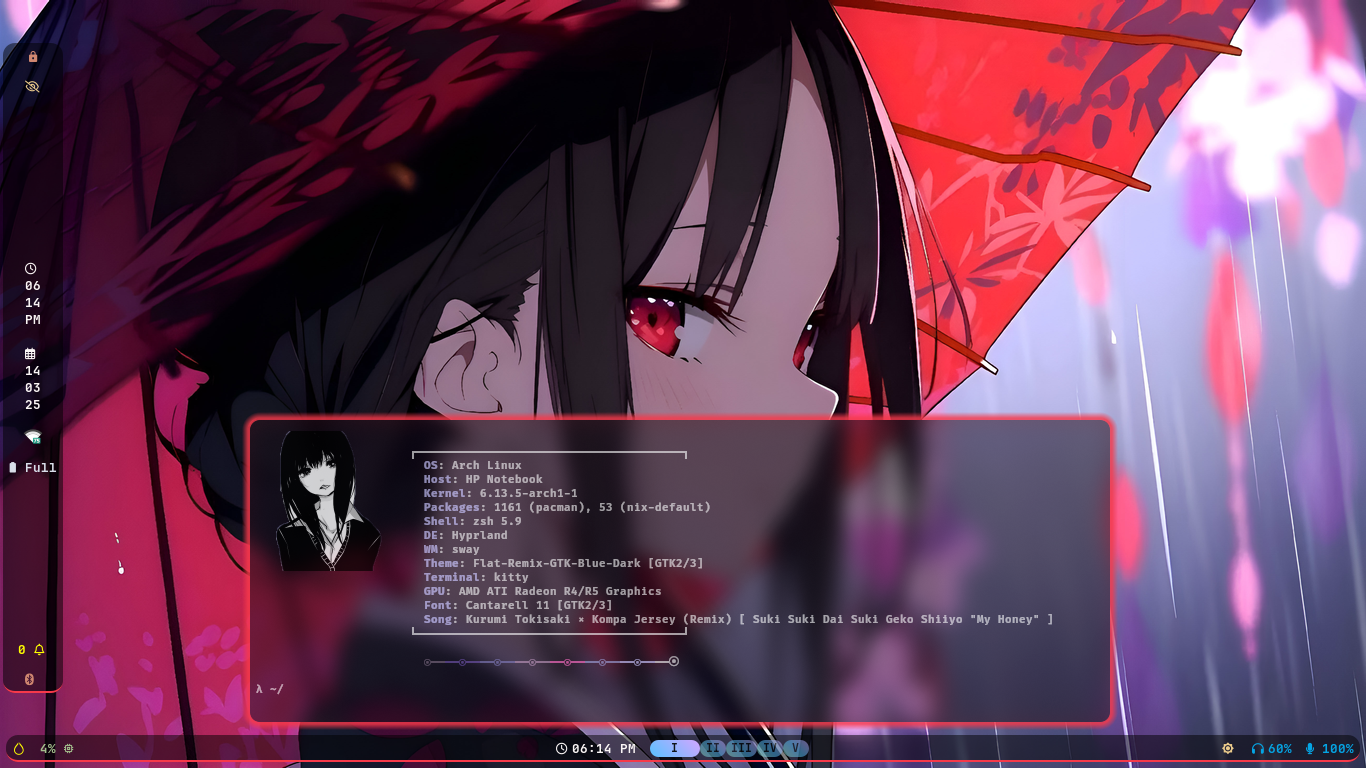 06
14
PM
14
03
25
Full
0
OS: Arch Linux
Host: HP Notebook
Kernel: 6.13.5-arch1-1
Packages: 1161 (pacman), 53 (nix-default)
Shell: zsh 5.9
DE: Hyprland
WM: sway
Theme: Flat-Remix-GTK-Blue-Dark [GTK2/3]
Terminal: kitty
GPU: AMD ATI Radeon R4/R5 Graphics
Font: Cantarell 11 [GTK2/3]
Song: Kurumi Tokisaki × Kompa Jersey (Remix) [ Suki Suki Dai Suki Geko Shiiyo "My Honey" ]
λ ~/
4% 06:14 PM I II III IV V 60% 100%